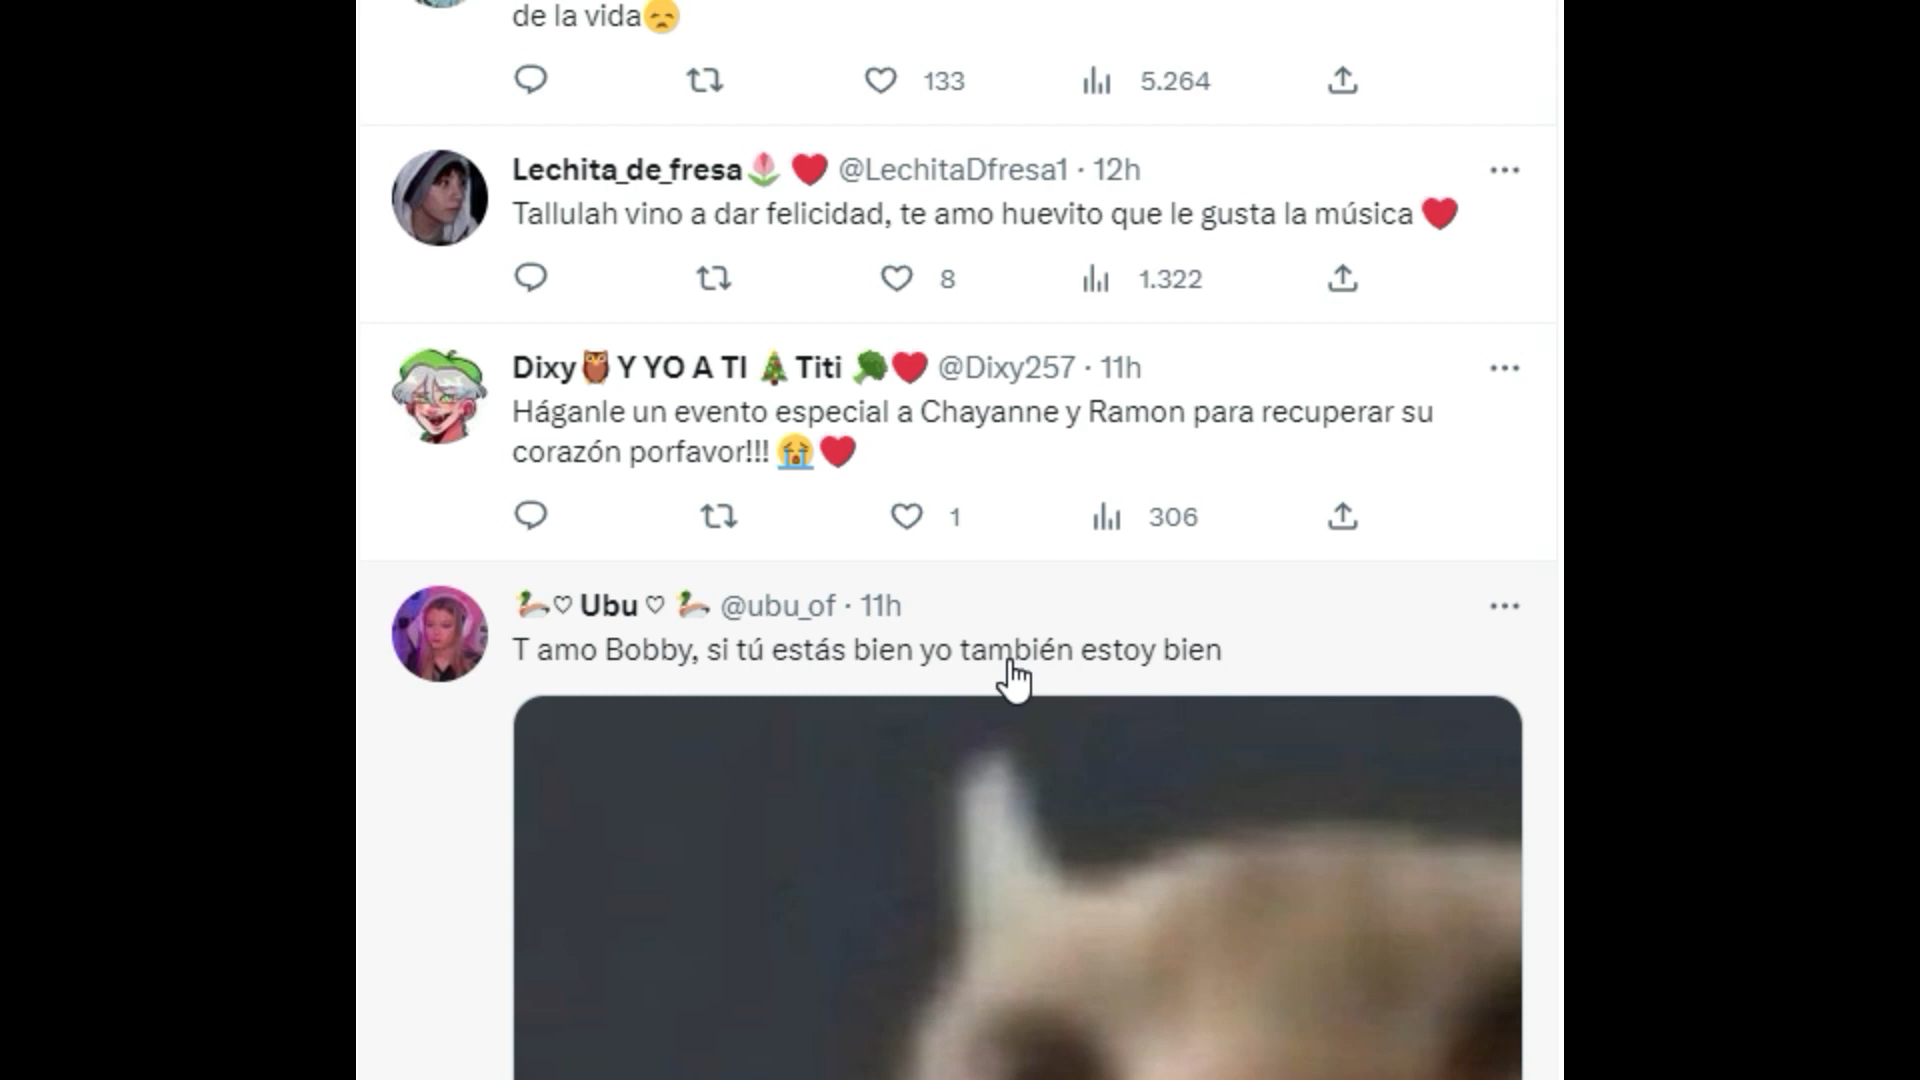 de la vida😞
133 5.264
Lechita_de_fresa🌷 ❤️ @LechitaDfresa1 · 12h
Tallulah vino a dar felicidad, te amo huevito que le gusta la música ❤️
8 1.322
Dixy🦉Y YO A TI 🎄 Titi 🥦❤️ @Dixy257 · 11h
Háganle un evento especial a Chayanne y Ramon para recuperar su
corazón porfavor!!! 😭❤️
1 306
🦆♡ Ubu ♡ 🦆 @ubu_of · 11h
T amo Bobby, si tú estás bien yo también estoy bien